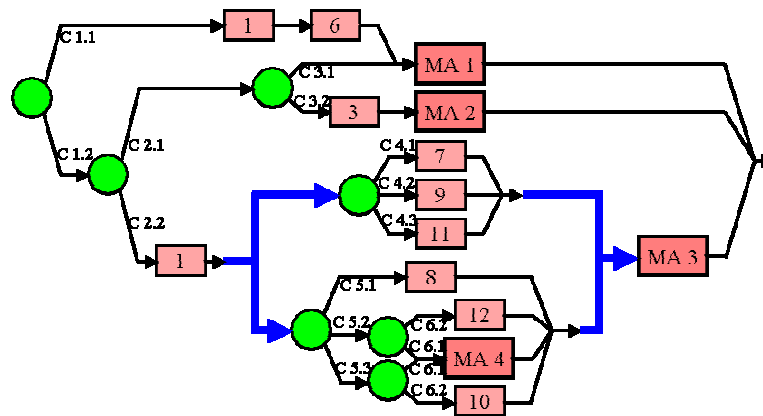 C 1.1
1
6
C 3.1
MA 1
C 3.2
3
MA 2
C 1.2
C 2.1
C 4.1
7
C 4.2
9
C 4.3
11
C 2.2
1
MA 3
C 5.1
8
C 5.2
C 6.2
12
C 6.1
MA 4
C 5.3
C 6.1
C 6.2
10